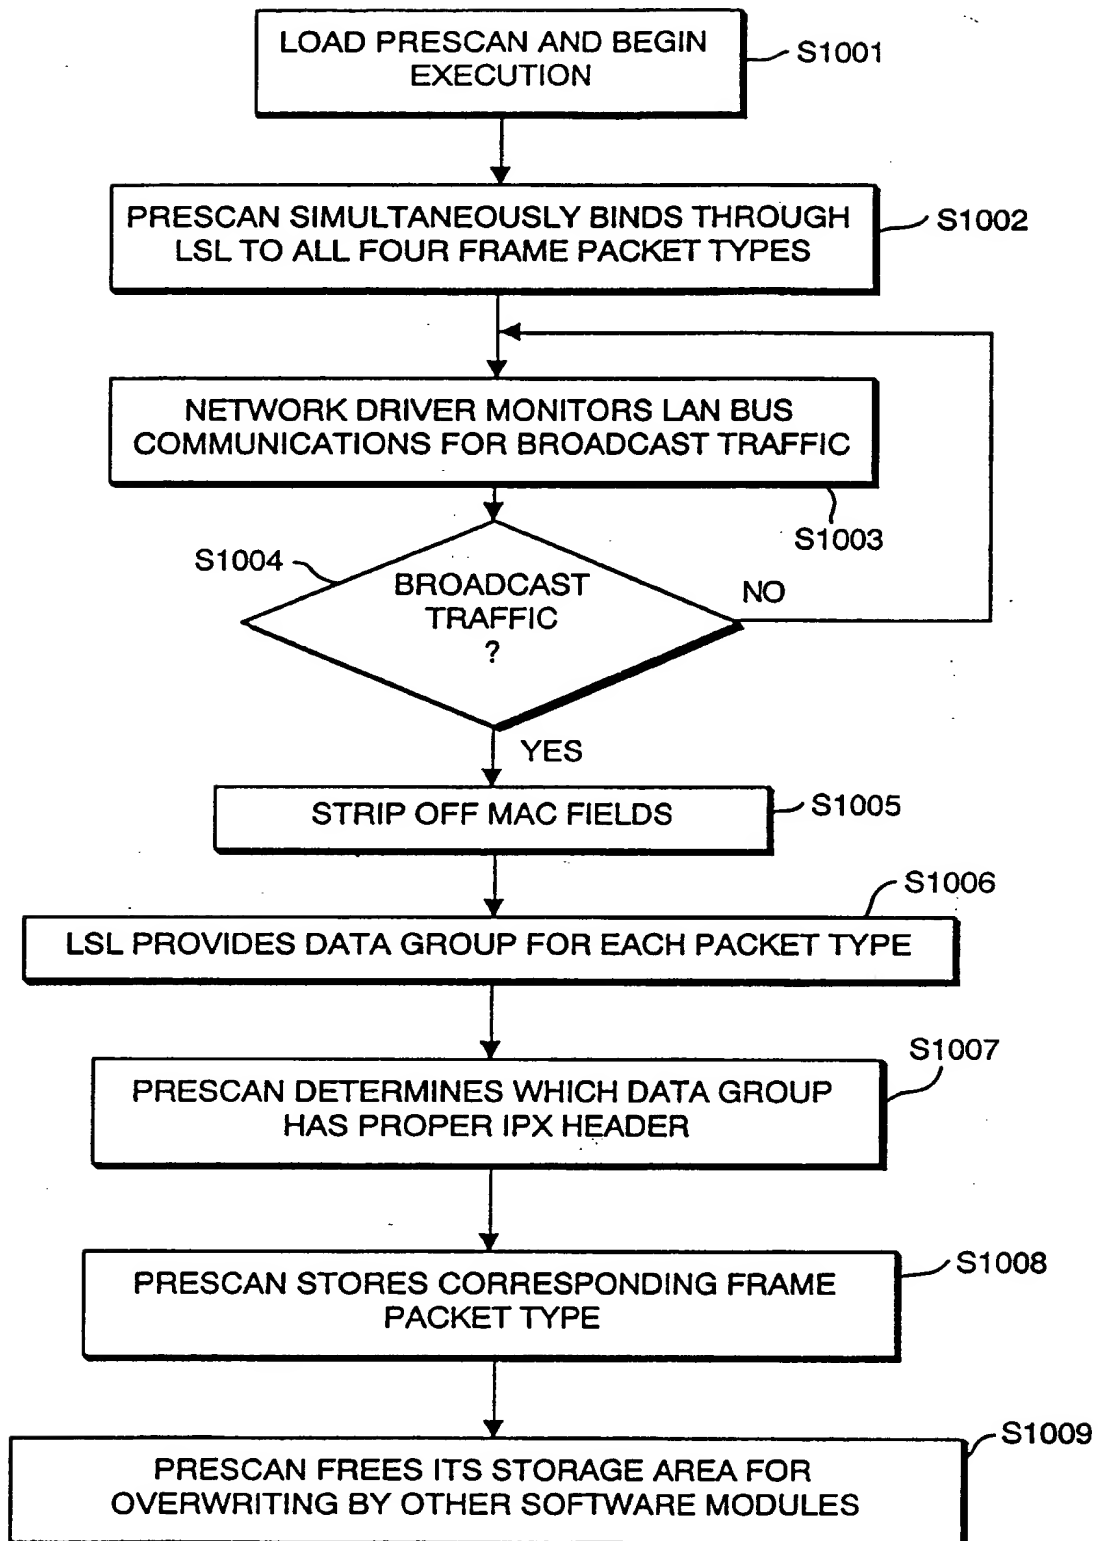 LOAD PRESCAN AND BEGIN
EXECUTION
S1001
PRESCAN SIMULTANEOUSLY BINDS THROUGH
LSL TO ALL FOUR FRAME PACKET TYPES
S1002
NETWORK DRIVER MONITORS LAN BUS
COMMUNICATIONS FOR BROADCAST TRAFFIC
S1003
S1004
BROADCAST
TRAFFIC
?
NO
YES
STRIP OFF MAC FIELDS
S1005
S1006
LSL PROVIDES DATA GROUP FOR EACH PACKET TYPE
S1007
PRESCAN DETERMINES WHICH DATA GROUP
HAS PROPER IPX HEADER
PRESCAN STORES CORRESPONDING FRAME
PACKET TYPE
S1008
S1009
PRESCAN FREES ITS STORAGE AREA FOR
OVERWRITING BY OTHER SOFTWARE MODULES